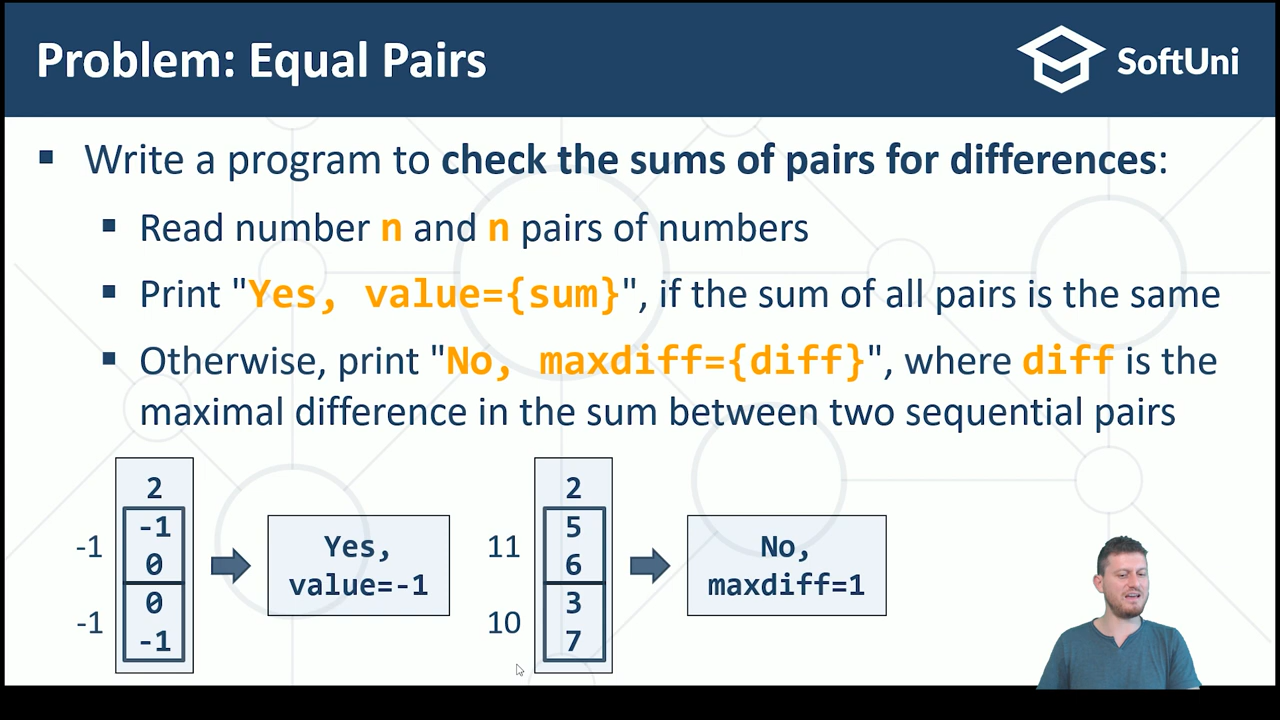 Problem: Equal Pairs
SoftUni
▪ Write a program to check the sums of pairs for differences:
▪ Read number n and n pairs of numbers
▪ Print "Yes, value={sum}", if the sum of all pairs is the same
▪ Otherwise, print "No, maxdiff={diff}", where diff is the
maximal difference in the sum between two sequential pairs
2
-1
-1
0
0
-1
-1
Yes,
value=-1
2
11
5
6
10
3
7
No,
maxdiff=1